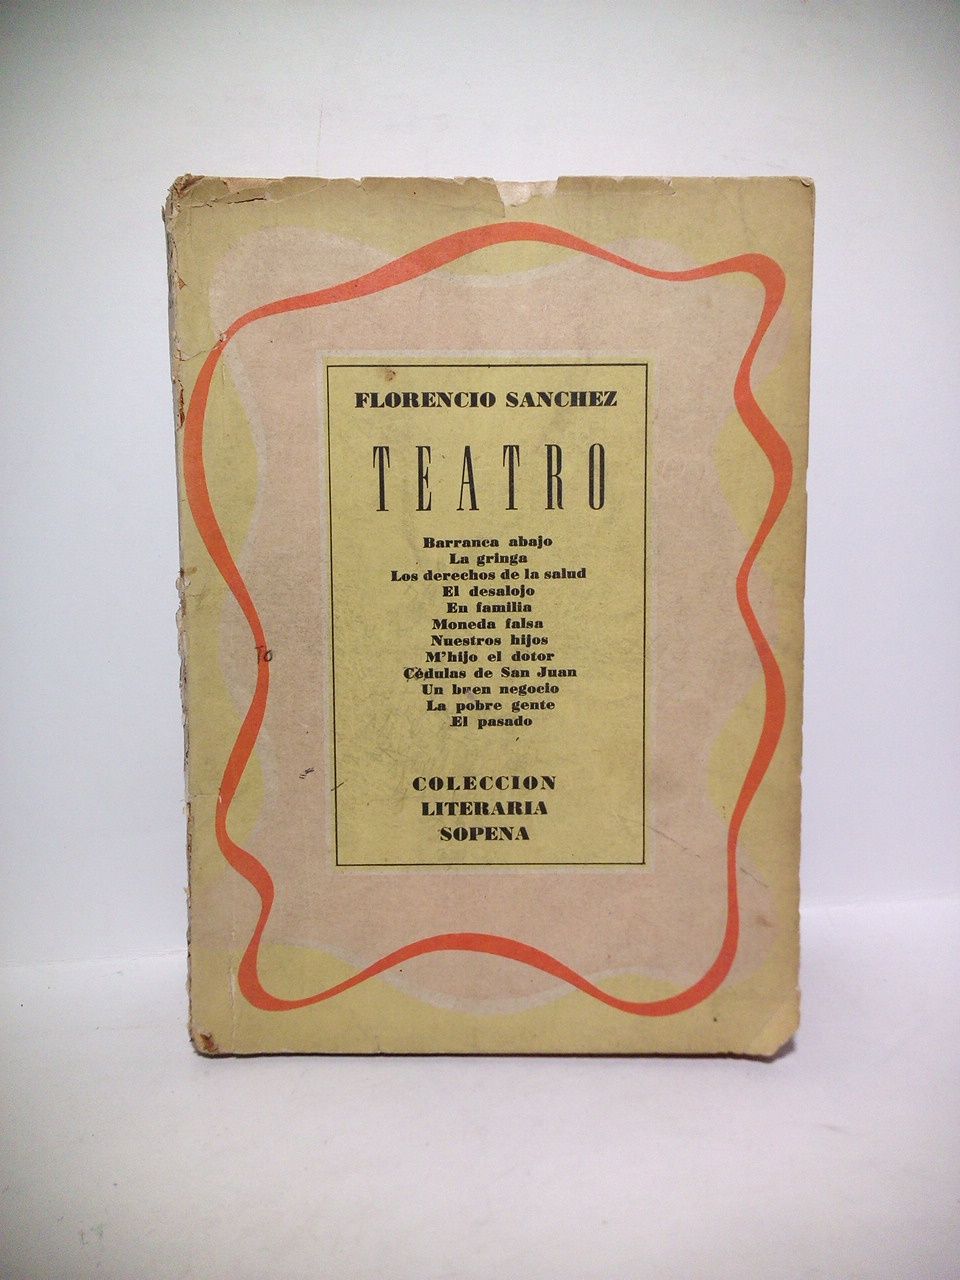 FLORENCIO SANCHEZ
TEATRO
Barranca abajo
La gringa
Los derechos de la salud
El desalojo
En familia
Moneda falsa
Nuestros hijos
M'hijo el dotor
Cédulas de San Juan
Un buen negocio
La pobre gente
El pasado
COLECCION
LITERARIA
SOPENA